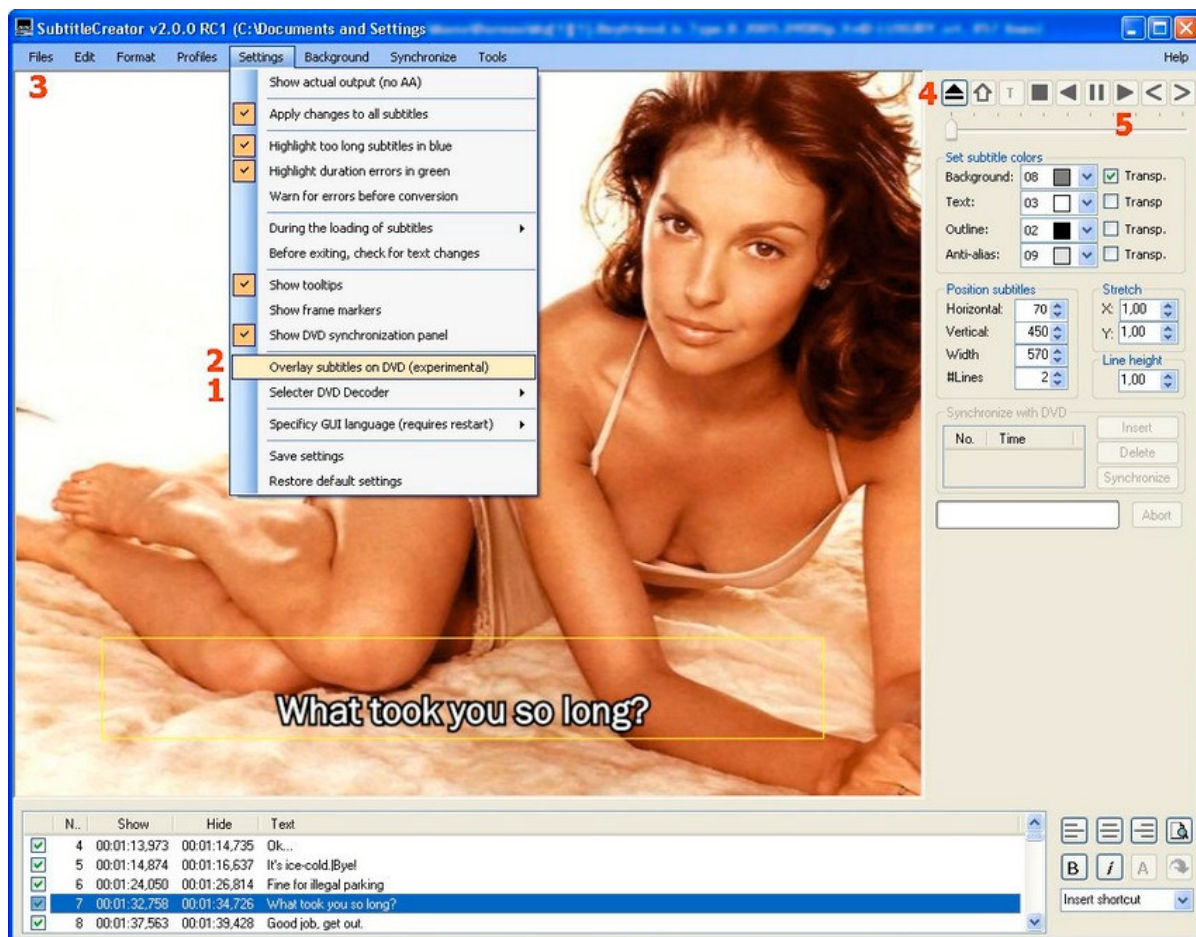 SubtitleCreator v2.0.0 RC1 (C:\Documents and Settings
Files Edit Format Profiles Settings Background Synchronize Tools Help
3
Show actual output (no AA)
Apply changes to all subtitles
Highlight too long subtitles in blue
Highlight duration errors in green
Warn for errors before conversion
During the loading of subtitles
Before exiting, check for text changes
Show tooltips
Show frame markers
Show DVD synchronization panel
2 Overlay subtitles on DVD (experimental)
1 Selecter DVD Decoder
Specificy GUI language (requires restart)
Save settings
Restore default settings
4 T
5
Set subtitle colors
Background: 08 Transp.
Text: 03 Transp
Outline: 02 Transp.
Anti-alias: 09 Transp.
Position subtitles
Horizontal: 70
Vertical: 450
Width 570
#Lines 2
Stretch
X: 1,00
Y: 1,00
Line height
1,00
Synchronize with DVD
No. Time
Insert
Delete
Synchronize
Abort
What took you so long?
N.. Show Hide Text
4 00:01:13,973 00:01:14,735 Ok...
5 00:01:14,874 00:01:16,637 It's ice-cold.|Bye!
6 00:01:24,050 00:01:26,814 Fine for illegal parking
7 00:01:32,758 00:01:34,726 What took you so long?
8 00:01:37,563 00:01:39,428 Good job, get out.
B i A
Insert shortcut